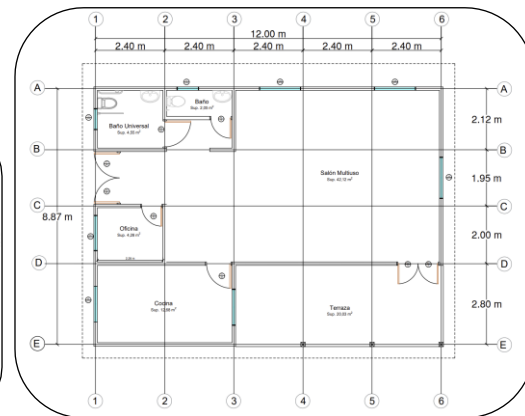 1 2 3 4 5 6
12.00 m
2.40 m 2.40 m 2.40 m 2.40 m 2.40 m
A A
Baño
Baño Universal
2.12 m
B B
Salón Multiuso
1.95 m
C C
8.87 m
Oficina
2.00 m
D D
Cocina
Terraza
2.80 m
E E
1 2 3 4 5 6